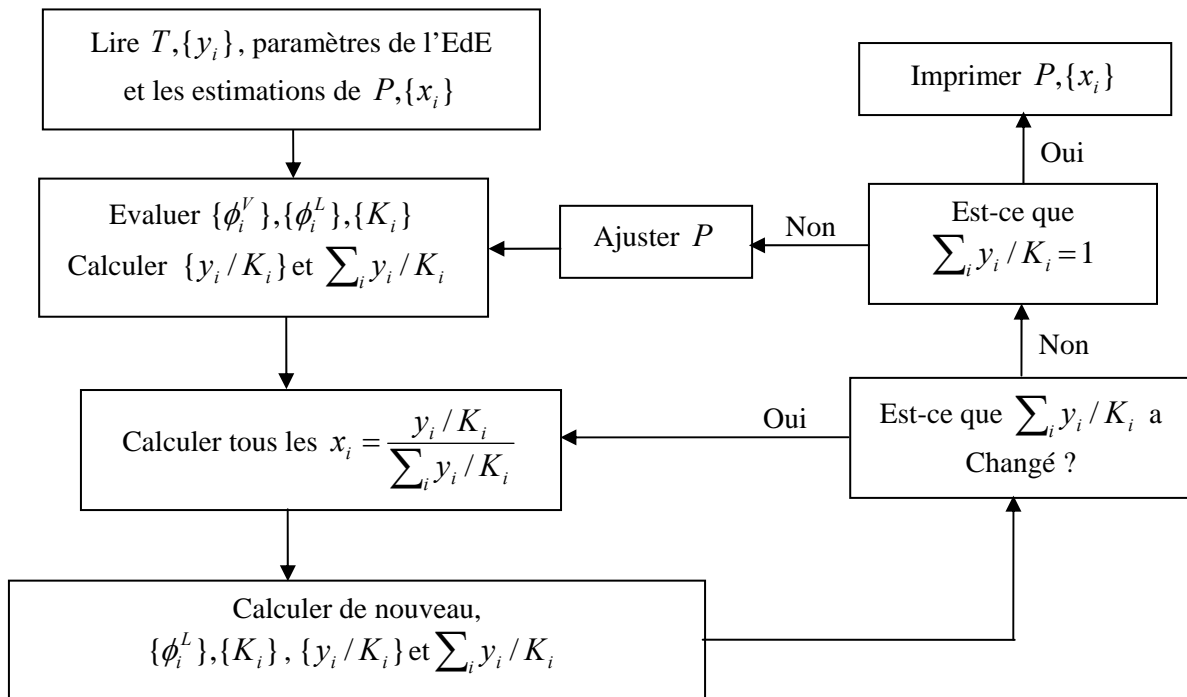 Lire T,{y_i}, paramètres de l'EdE
et les estimations de P,{x_i}
Imprimer P,{x_i}
Oui
Evaluer {ϕ_i^V},{ϕ_i^L},{K_i}
Calculer {y_i / K_i} et ∑_i y_i / K_i
Ajuster P
Non
Est-ce que
∑_i y_i / K_i = 1
Non
Calculer tous les x_i = (y_i / K_i) / (∑_i y_i / K_i)
Oui
Est-ce que ∑_i y_i / K_i a
Changé ?
Calculer de nouveau,
{ϕ_i^L},{K_i} , {y_i / K_i} et ∑_i y_i / K_i